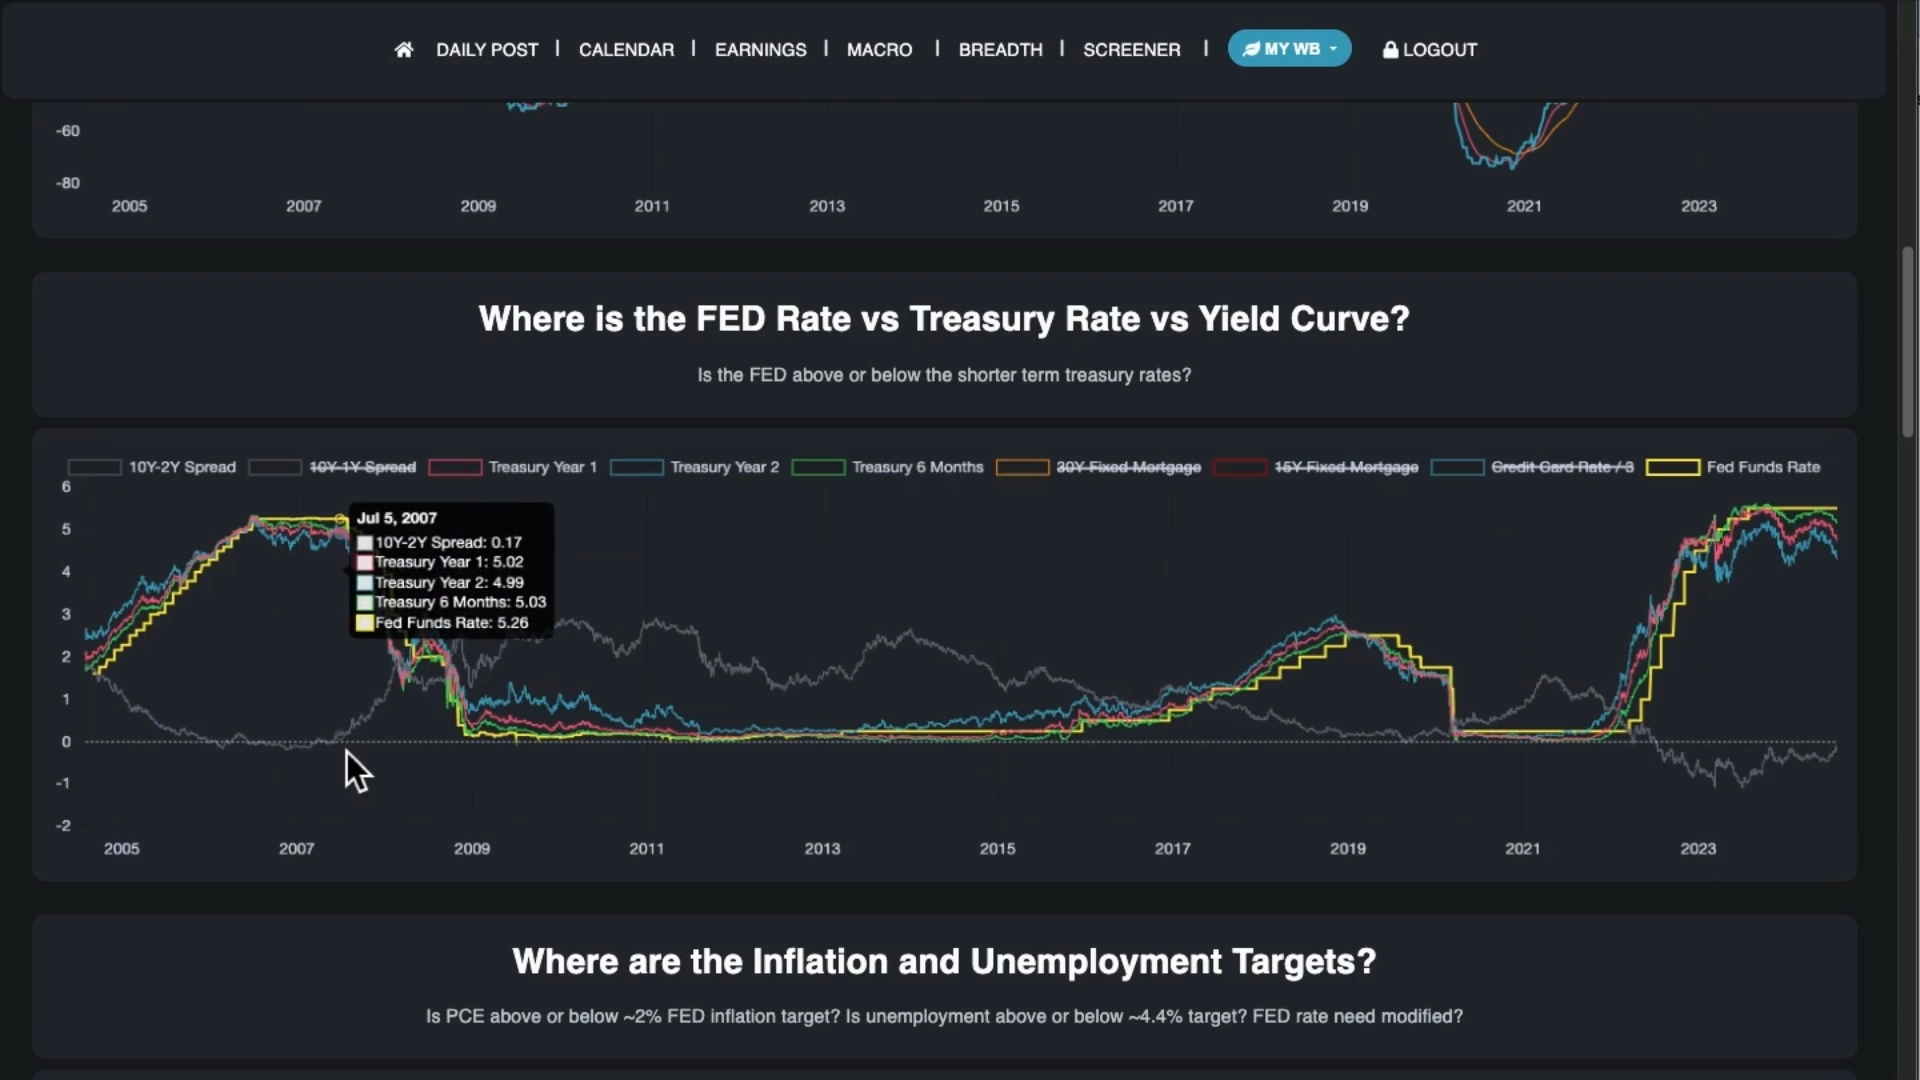 DAILY POST | CALENDAR | EARNINGS | MACRO | BREADTH | SCREENER | MY WB LOGOUT
-60
-80
2005 2007 2009 2011 2013 2015 2017 2019 2021 2023
Where is the FED Rate vs Treasury Rate vs Yield Curve?
Is the FED above or below the shorter term treasury rates?
10Y-2Y Spread 10Y-1Y Spread Treasury Year 1 Treasury Year 2 Treasury 6 Months 30Y Fixed Mortgage 15Y Fixed Mortgage Credit Card Rate / 3 Fed Funds Rate
6
5
4
3
2
1
0
-1
-2
Jul 5, 2007
10Y-2Y Spread: 0.17
Treasury Year 1: 5.02
Treasury Year 2: 4.99
Treasury 6 Months: 5.03
Fed Funds Rate: 5.26
2005 2007 2009 2011 2013 2015 2017 2019 2021 2023
Where are the Inflation and Unemployment Targets?
Is PCE above or below ~2% FED inflation target? Is unemployment above or below ~4.4% target? FED rate need modified?